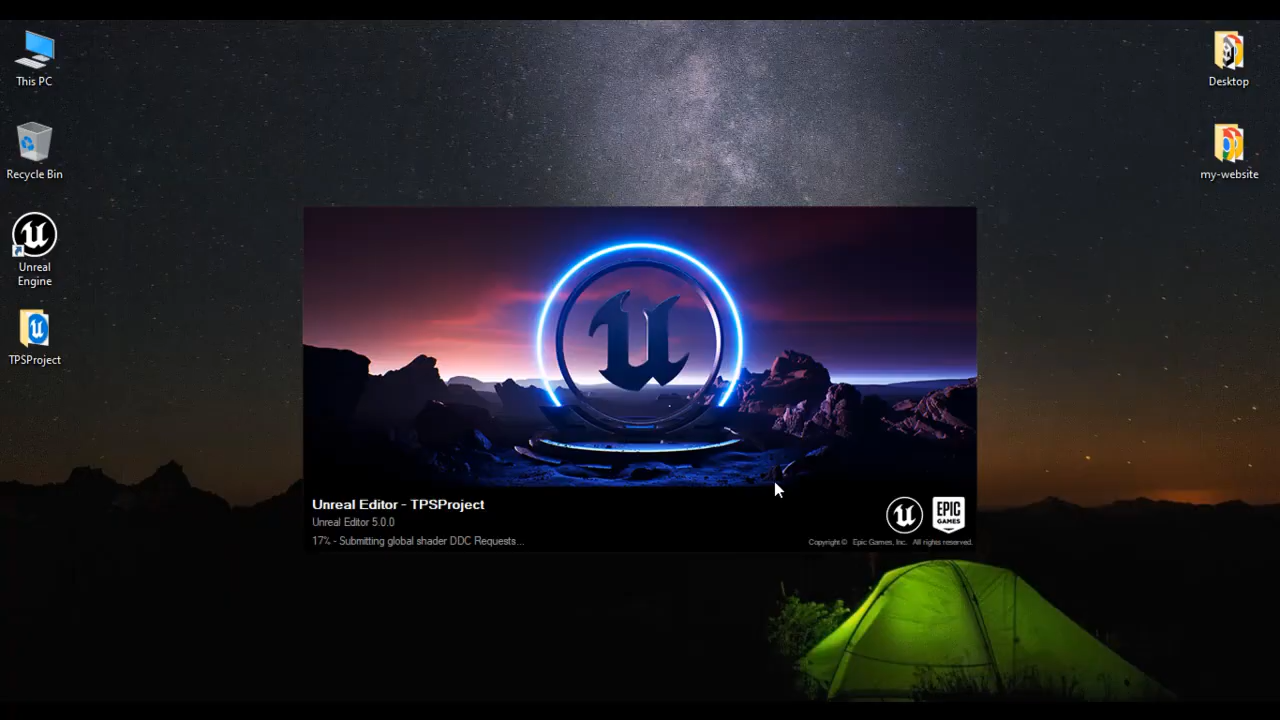 This PC
Recycle Bin
Unreal
Engine
TPSProject
Desktop
my-website
Unreal Editor - TPSProject
Unreal Editor 5.0.0
17% - Submitting global shader DDC Requests...
EPIC
GAMES
Copyright © Epic Games, Inc. All rights reserved.